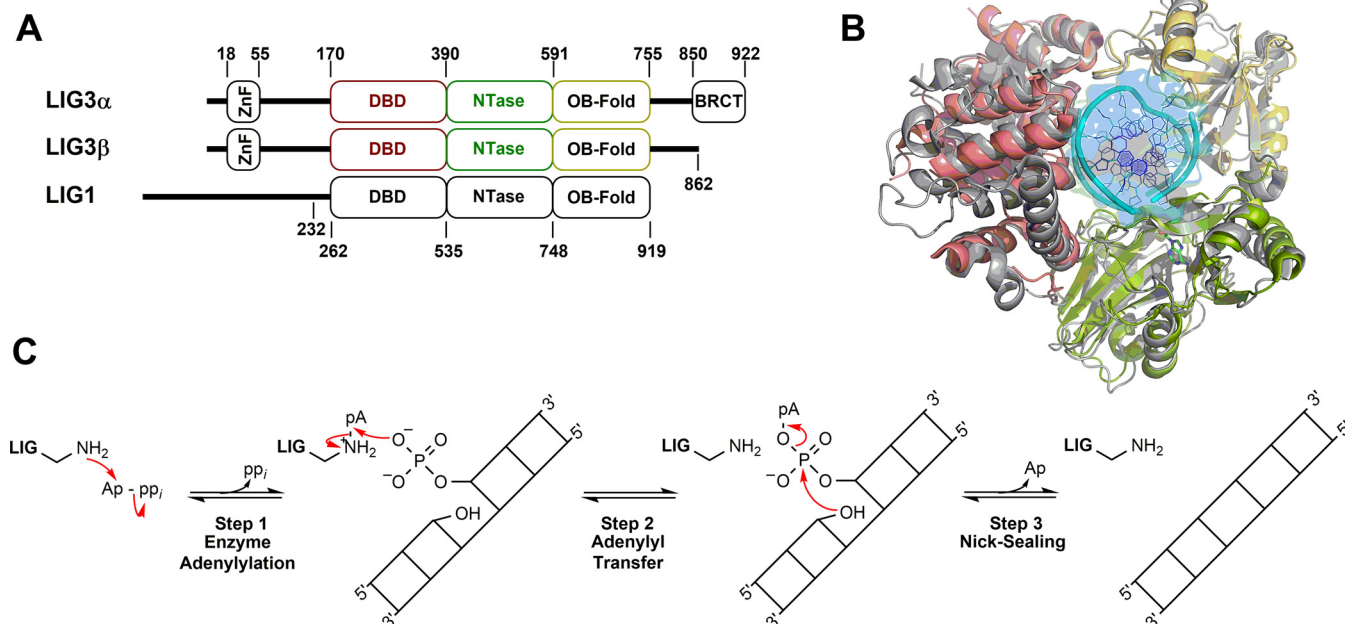 A
18 55 170 390 591 755 850 922
LIG3α ZnF DBD NTase OB-Fold BRCT
LIG3β ZnF DBD NTase OB-Fold
862
LIG1 DBD NTase OB-Fold
232
262 535 748 919
B
C
LIG NH2
Ap - ppi
ppi
Step 1
Enzyme
Adenylylation
pA
LIG + NH2
O− O
P
−O O
OH
3'
5'
5'
3'
Step 2
Adenylyl
Transfer
pA
LIG NH2
O O
P
−O O
OH
3'
5'
5'
3'
Ap
Step 3
Nick-Sealing
LIG NH2
3'
5'
5'
3'